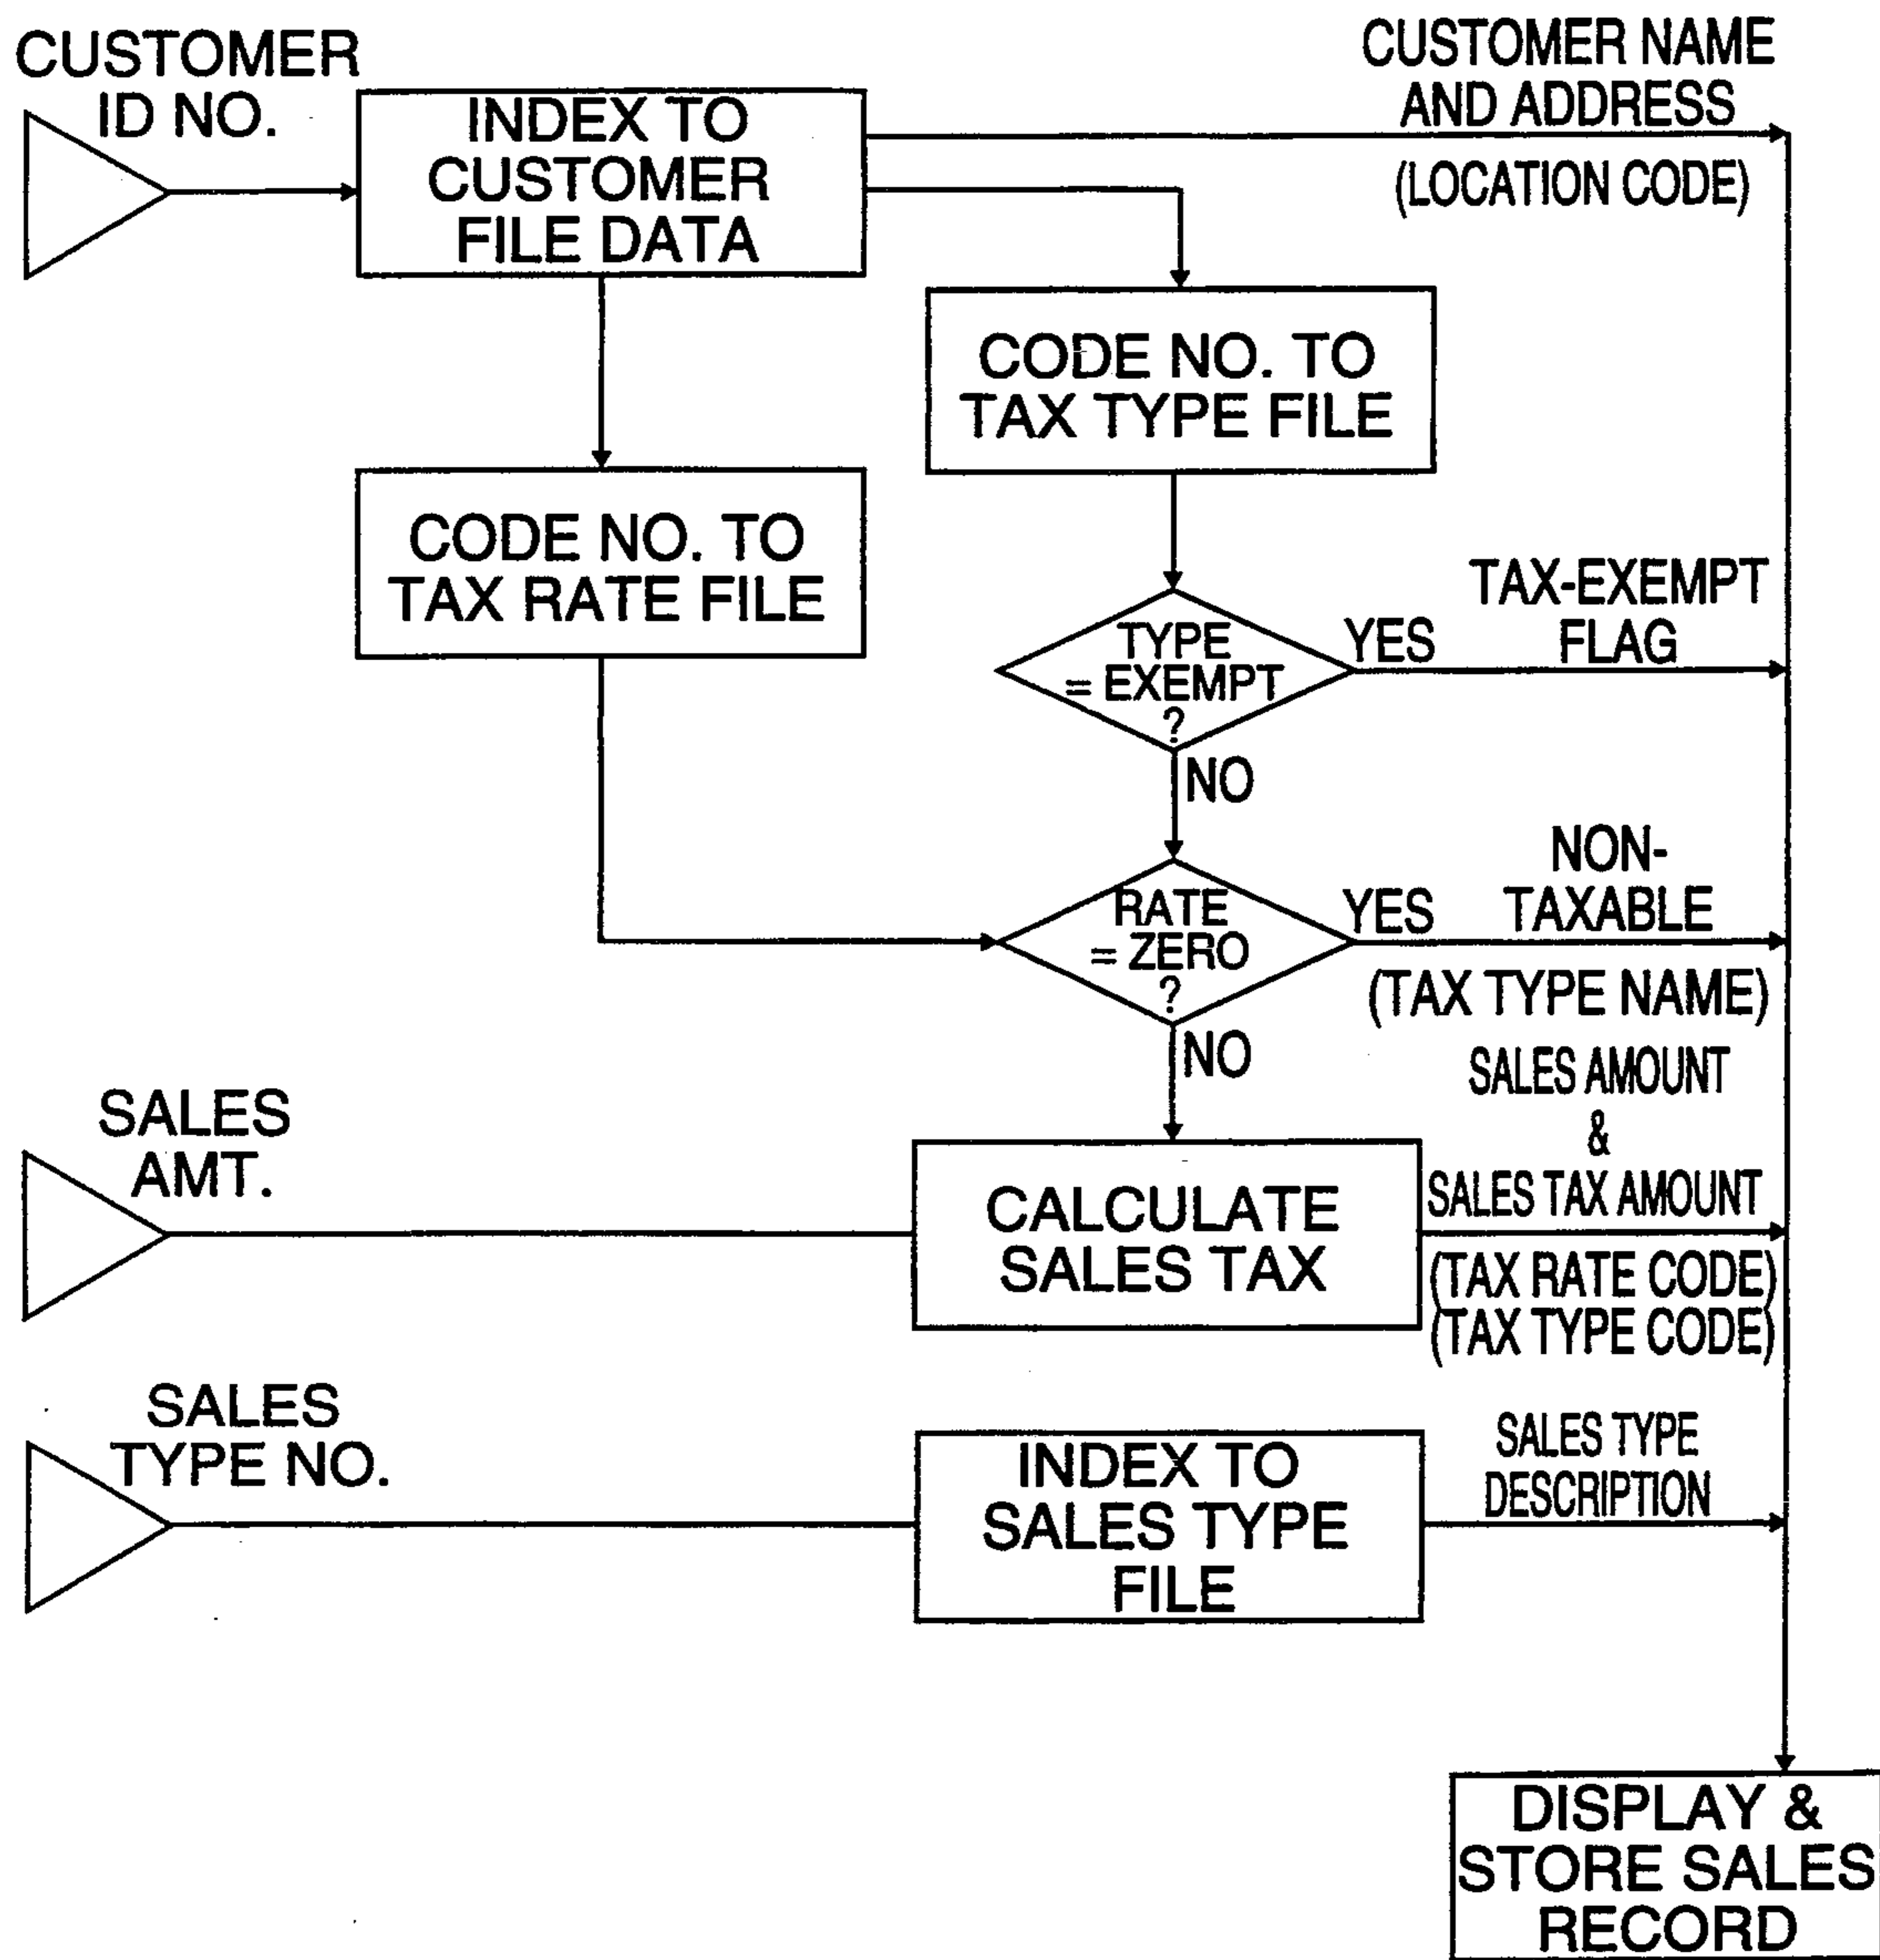 CUSTOMER
ID NO.
INDEX TO
CUSTOMER
FILE DATA
CUSTOMER NAME
AND ADDRESS
(LOCATION CODE)
CODE NO. TO
TAX TYPE FILE
CODE NO. TO
TAX RATE FILE
TYPE
= EXEMPT
?
YES
TAX-EXEMPT
FLAG
NO
RATE
= ZERO
?
YES
NON-
TAXABLE
(TAX TYPE NAME)
NO
SALES
AMT.
CALCULATE
SALES TAX
SALES AMOUNT
&
SALES TAX AMOUNT
(TAX RATE CODE)
(TAX TYPE CODE)
SALES
TYPE NO.
INDEX TO
SALES TYPE
FILE
SALES TYPE
DESCRIPTION
DISPLAY &
STORE SALES
RECORD